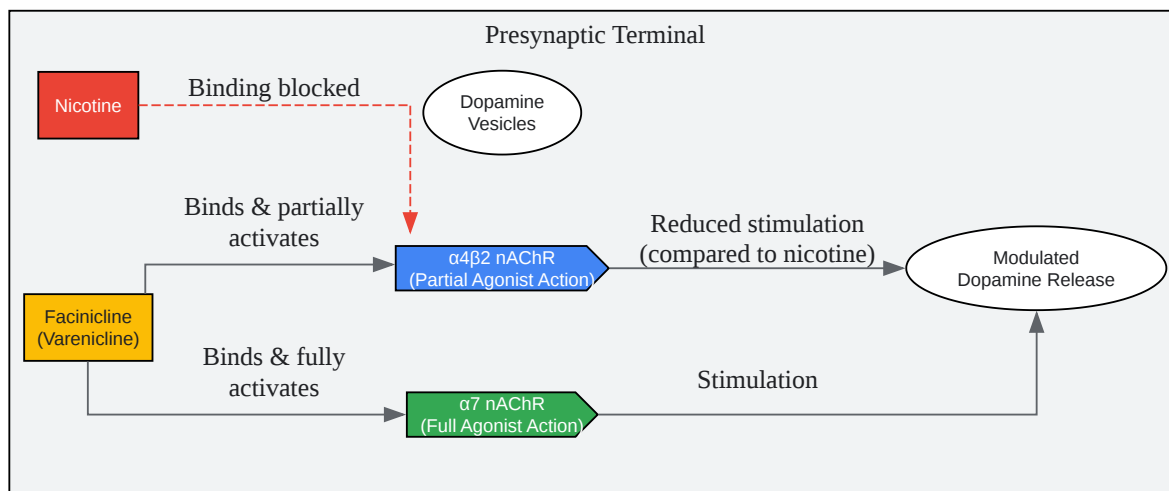 Presynaptic Terminal
Nicotine
Binding blocked
Dopamine
Vesicles
Binds & partially
activates
α4β2 nAChR
(Partial Agonist Action)
Reduced stimulation
(compared to nicotine)
Modulated
Dopamine Release
Facinicline
(Varenicline)
Binds & fully
activates
α7 nAChR
(Full Agonist Action)
Stimulation